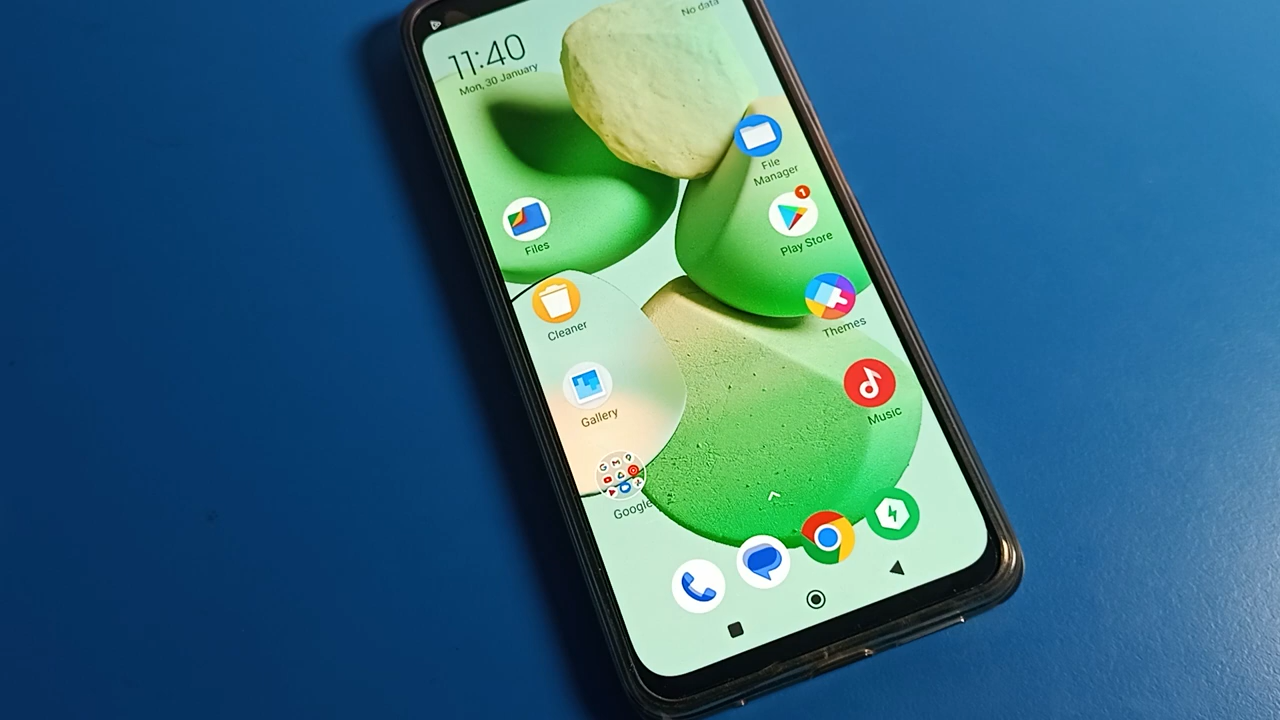 No data
11:40
Mon, 30 January
File
Manager
Files
Play Store
1
Cleaner
Themes
Gallery
Music
Google